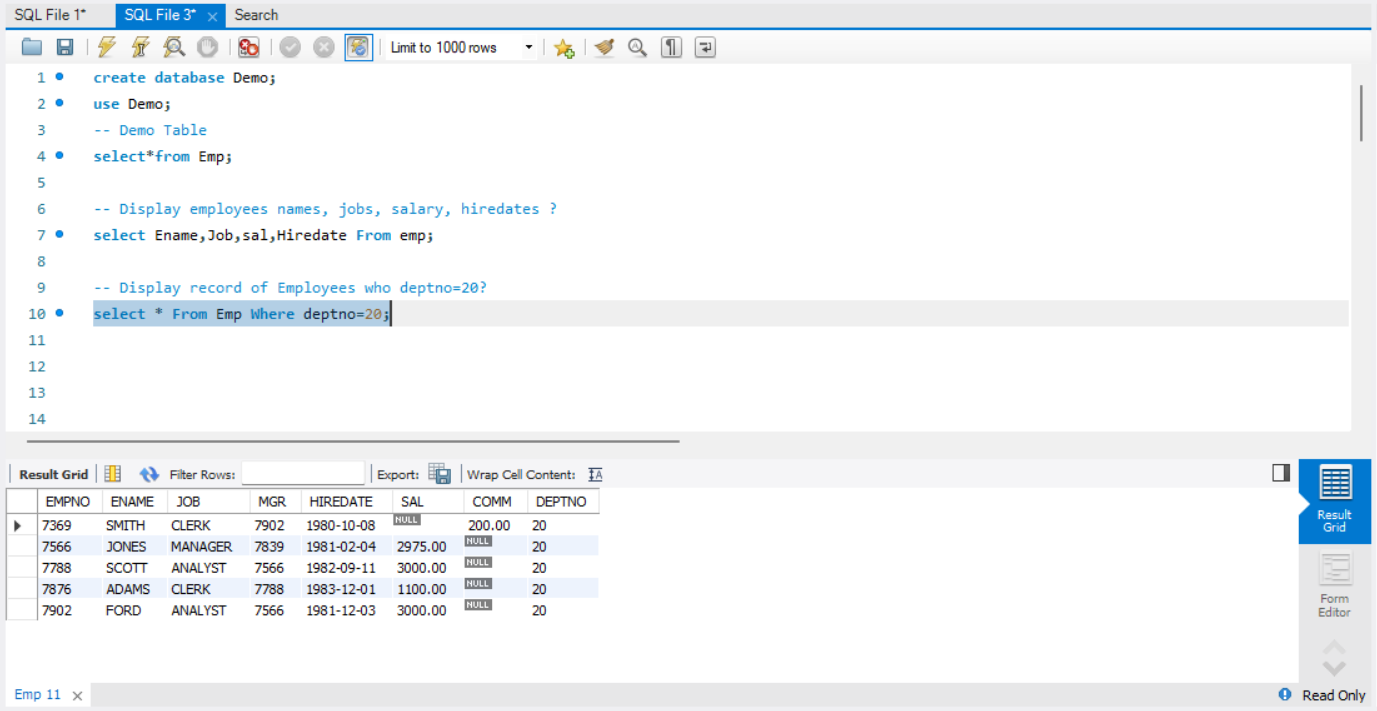 SQL File 1* SQL File 3* Search
Limit to 1000 rows
1 create database Demo;
2 use Demo;
3 -- Demo Table
4 select*from Emp;
5
6 -- Display employees names, jobs, salary, hiredates ?
7 select Ename,Job,sal,Hiredate From emp;
8
9 -- Display record of Employees who deptno=20?
10 select * From Emp Where deptno=20;
11
12
13
14
Result Grid Filter Rows: Export: Wrap Cell Content:
EMPNO ENAME JOB MGR HIREDATE SAL COMM DEPTNO
7369 SMITH CLERK 7902 1980-10-08 NULL 200.00 20
7566 JONES MANAGER 7839 1981-02-04 2975.00 NULL 20
7788 SCOTT ANALYST 7566 1982-09-11 3000.00 NULL 20
7876 ADAMS CLERK 7788 1983-12-01 1100.00 NULL 20
7902 FORD ANALYST 7566 1981-12-03 3000.00 NULL 20
Result
Grid
Form
Editor
Emp 11 Read Only